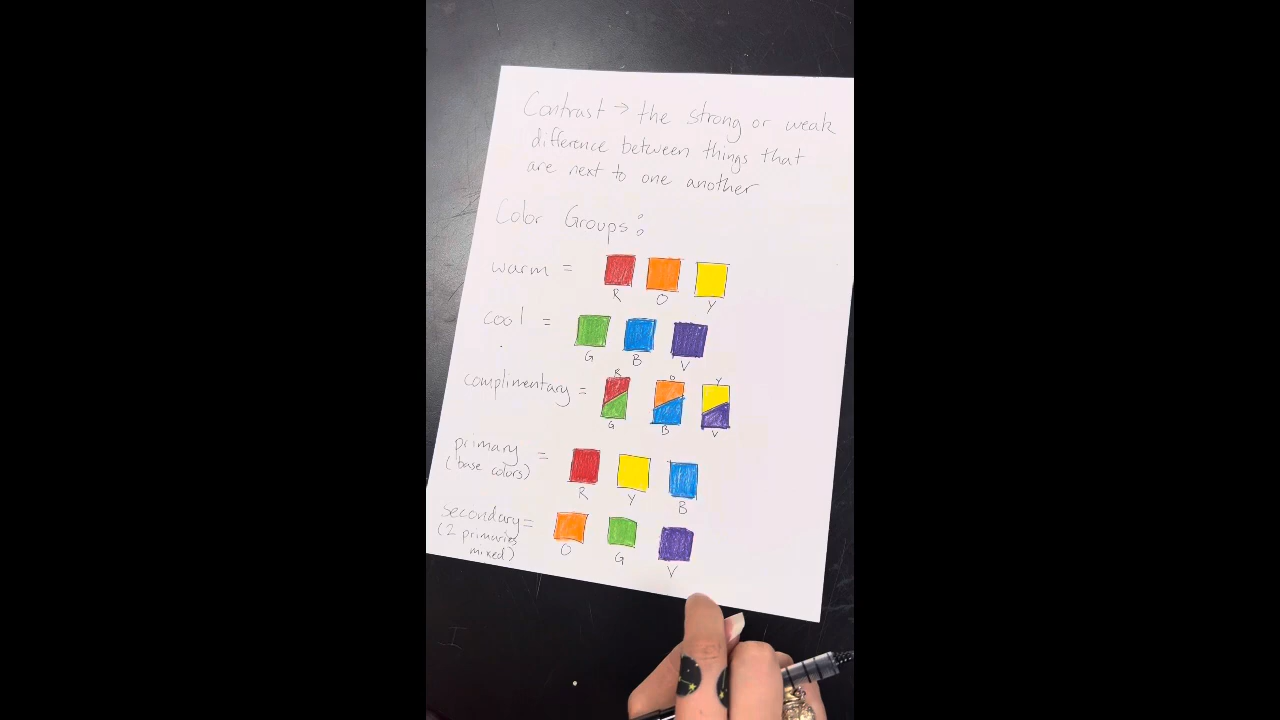 Contrast → the strong or weak
difference between things that
are next to one another
Color Groups:
warm =
R O Y
cool =
G B V
R O Y
complimentary =
G B V
primary =
(base colors)
R Y B
secondary =
(2 primaries
mixed)
O G V